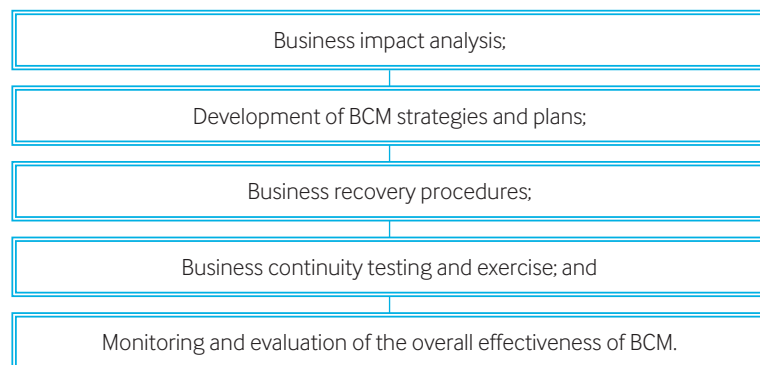 Business impact analysis;
Development of BCM strategies and plans;
Business recovery procedures;
Business continuity testing and exercise; and
Monitoring and evaluation of the overall effectiveness of BCM.